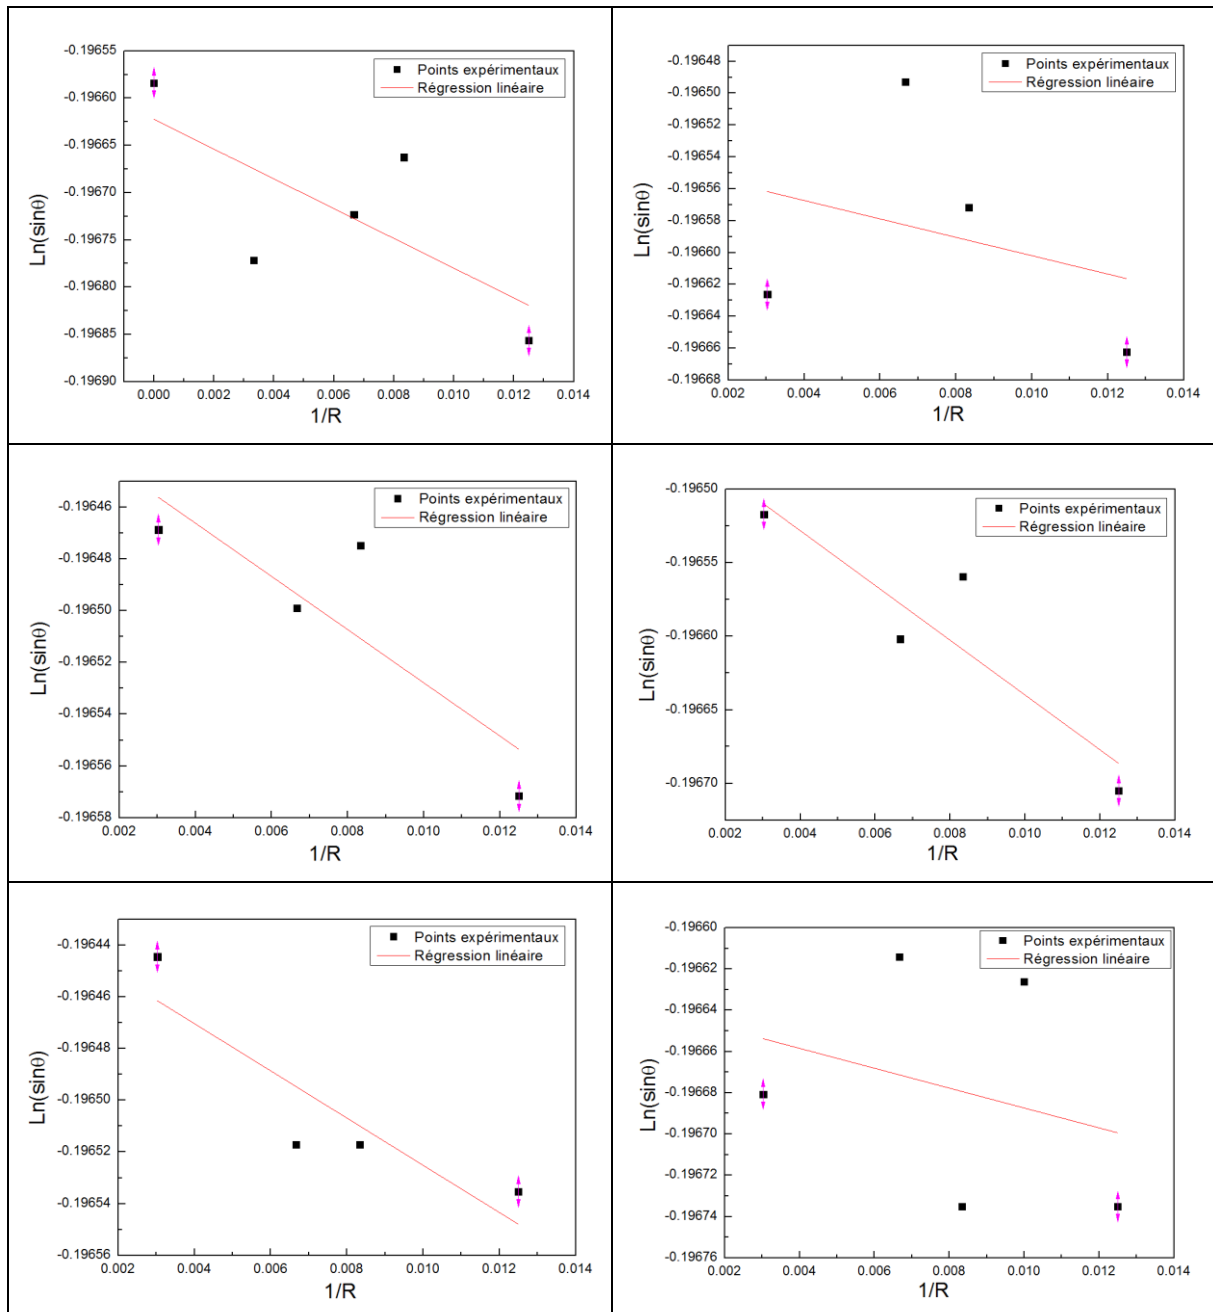 -0.19655
-0.19660
-0.19665
-0.19670
-0.19675
-0.19680
-0.19685
-0.19690
Ln(sinθ)
Points expérimentaux
Régression linéaire
0.000 0.002 0.004 0.006 0.008 0.010 0.012 0.014
1/R
-0.19648
-0.19650
-0.19652
-0.19654
-0.19656
-0.19658
-0.19660
-0.19662
-0.19664
-0.19666
-0.19668
Ln(sinθ)
Points expérimentaux
Régression linéaire
0.002 0.004 0.006 0.008 0.010 0.012 0.014
1/R
-0.19646
-0.19648
-0.19650
-0.19652
-0.19654
-0.19656
-0.19658
Ln(sinθ)
Points expérimentaux
Régression linéaire
0.002 0.004 0.006 0.008 0.010 0.012 0.014
1/R
-0.19650
-0.19655
-0.19660
-0.19665
-0.19670
Ln(sinθ)
Points expérimentaux
Régression linéaire
0.002 0.004 0.006 0.008 0.010 0.012 0.014
1/R
-0.19644
-0.19646
-0.19648
-0.19650
-0.19652
-0.19654
-0.19656
Ln(sinθ)
Points expérimentaux
Régression linéaire
0.002 0.004 0.006 0.008 0.010 0.012 0.014
1/R
-0.19660
-0.19662
-0.19664
-0.19666
-0.19668
-0.19670
-0.19672
-0.19674
-0.19676
Ln(sinθ)
Points expérimentaux
Régression linéaire
0.002 0.004 0.006 0.008 0.010 0.012 0.014
1/R